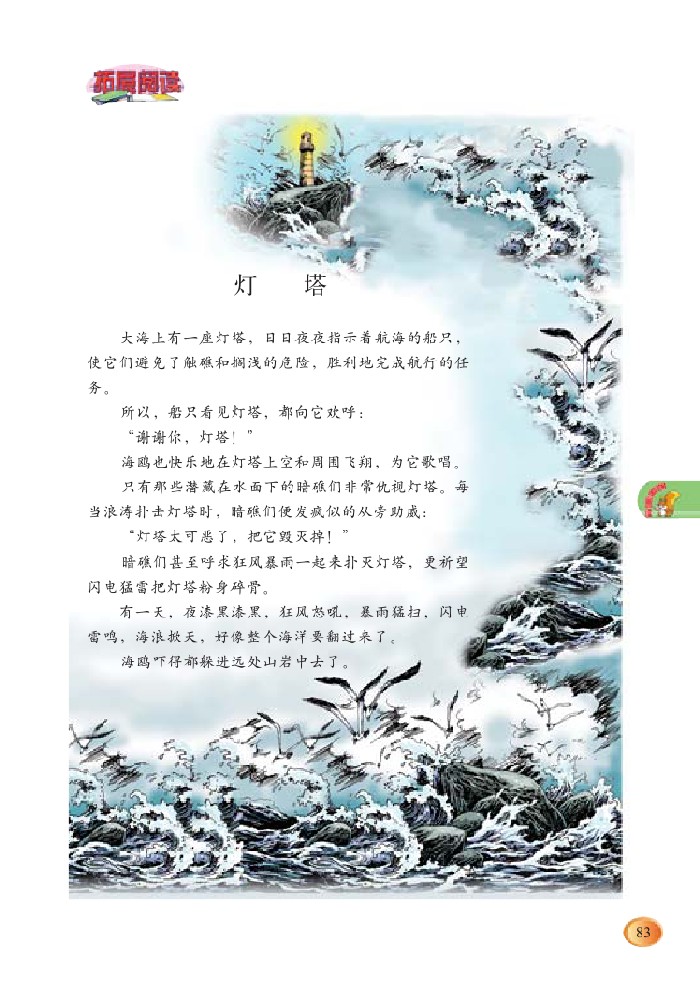 拓展阅读
灯 塔
大海上有一座灯塔，日日夜夜指示着航海的船只，
使它们避免了触礁和搁浅的危险，胜利地完成航行的任
务。
所以，船只看见灯塔，都向它欢呼：
“谢谢你，灯塔！”
海鸥也快乐地在灯塔上空和周围飞翔，为它歌唱。
只有那些潜藏在水面下的暗礁们非常仇视灯塔。每
当浪涛扑击灯塔时，暗礁们便发疯似的从旁助威：
“灯塔太可恶了，把它毁灭掉！”
暗礁们甚至呼求狂风暴雨一起来扑灭灯塔，更祈望
闪电猛雷把灯塔粉身碎骨。
有一天，夜漆黑漆黑，狂风怒吼，暴雨猛扫，闪电
雷鸣，海浪掀天，好像整个海洋要翻过来了。
海鸥吓得都躲进远处山岩中去了。
83